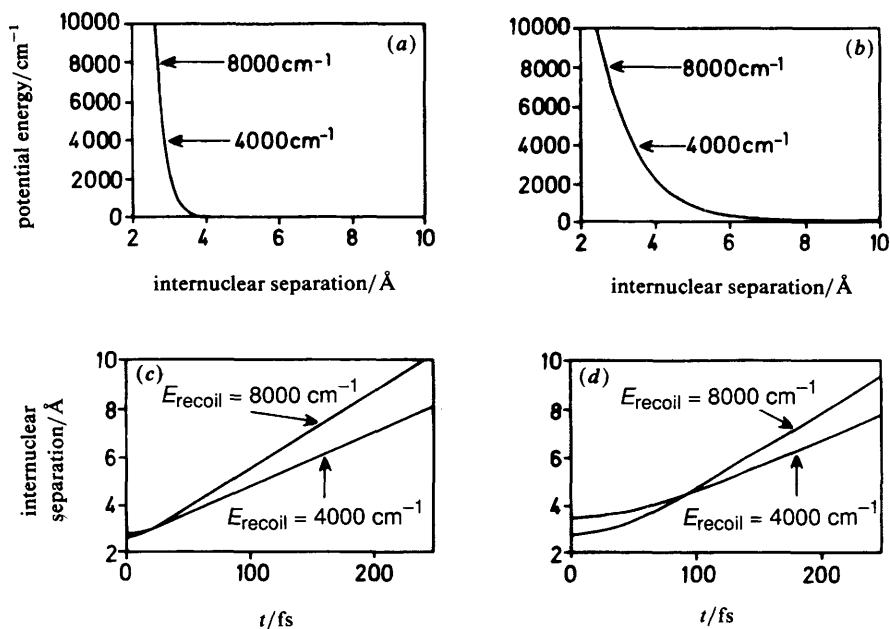 (a)
potential energy/cm⁻¹
10000
8000
6000
4000
2000
0
8000cm⁻¹
4000cm⁻¹
2 4 6 8 10
internuclear separation/Å
(b)
10000
8000
6000
4000
2000
0
8000cm⁻¹
4000cm⁻¹
2 4 6 8 10
internuclear separation/Å
(c)
internuclear
separation/Å
10
8
6
4
2
E_recoil = 8000 cm⁻¹
E_recoil = 4000 cm⁻¹
0 100 200
t/fs
(d)
10
8
6
4
2
E_recoil = 8000 cm⁻¹
E_recoil = 4000 cm⁻¹
0 100 200
t/fs